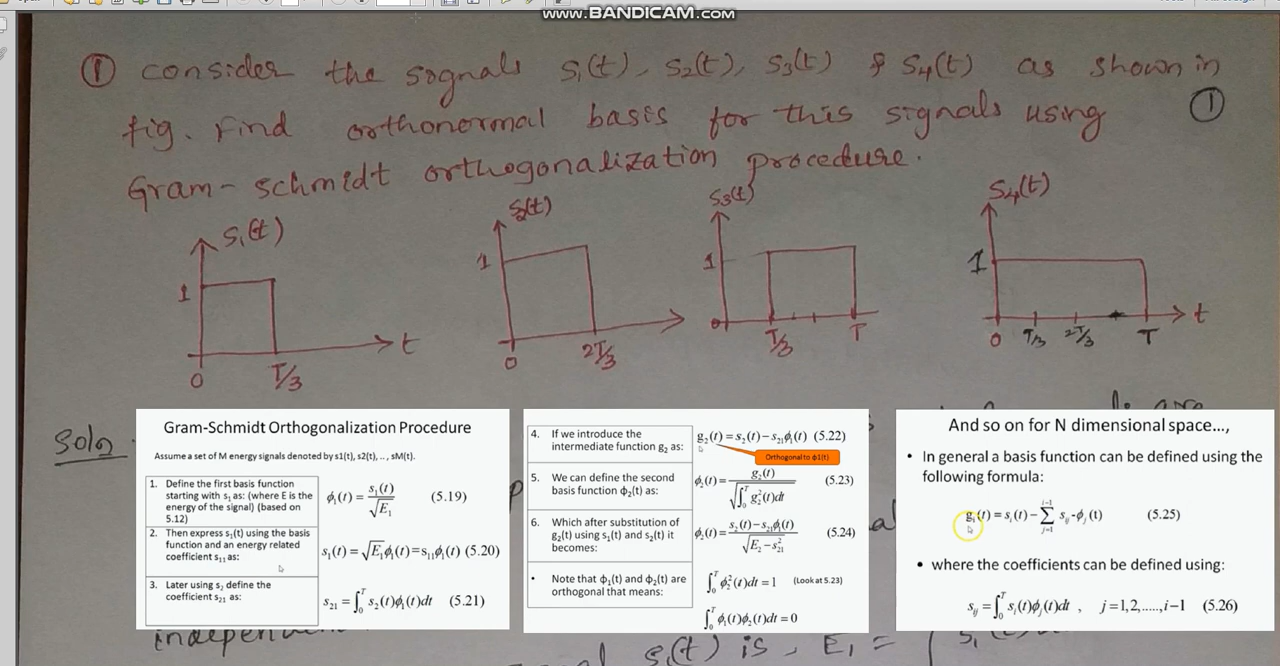 www.BANDICAM.com
① consider the sognals s1(t), s2(t), s3(t) & s4(t) as shown in
fig. Find orthonormal basis for this signals using ①
Gram-schmidt orthogonalization procedure.
s1(t)
1
0
T/3
t
s2(t)
1
0
2T/3
s3(t)
1
0
T/3
T
s4(t)
1
0
T/3
2T/3
T
t
Soln
Gram-Schmidt Orthogonalization Procedure
Assume a set of M energy signals denoted by s1(t), s2(t), .., sM(t).
1. Define the first basis
function starting with s1 as: (where E is the
energy of the signal) (based on
5.12)
ϕ1(t) = s1(t)/√E1 (5.19)
2. Then express s1(t) using the basis
function and an energy related
coefficient s11 as:
s1(t) = √E1 ϕ1(t) = s11ϕ1(t) (5.20)
3. Later using s2 define the
coefficient s21 as:
s21 = ∫0T s2(t)ϕ1(t)dt (5.21)
4. If we introduce the
intermediate function g2 as:
g2(t) = s2(t) − s21ϕ1(t) (5.22)
Orthogonal to ϕ1(t)
5. We can define the second
basis function ϕ2(t) as:
ϕ2(t) = g2(t)/√∫0T g2²(t)dt (5.23)
6. Which after substitution of
g2(t) using s1(t) and s2(t) it
becomes:
ϕ2(t) = s2(t) − s21ϕ1(t)/√E2 − s21² (5.24)
• Note that ϕ1(t) and ϕ2(t) are
orthogonal that means:
∫0T ϕ2²(t)dt = 1 (Look at 5.23)
∫0T ϕ1(t)ϕ2(t)dt = 0
And so on for N dimensional space...,
• In general a basis function can be defined using the
following formula:
gi(t) = si(t) − ∑j=1i−1 sij - ϕj(t) (5.25)
• where the coefficients can be defined using:
sij = ∫0T si(t)ϕj(t)dt , j = 1,2,.....,i−1 (5.26)
independen
s1(t) is, E1 = ∫